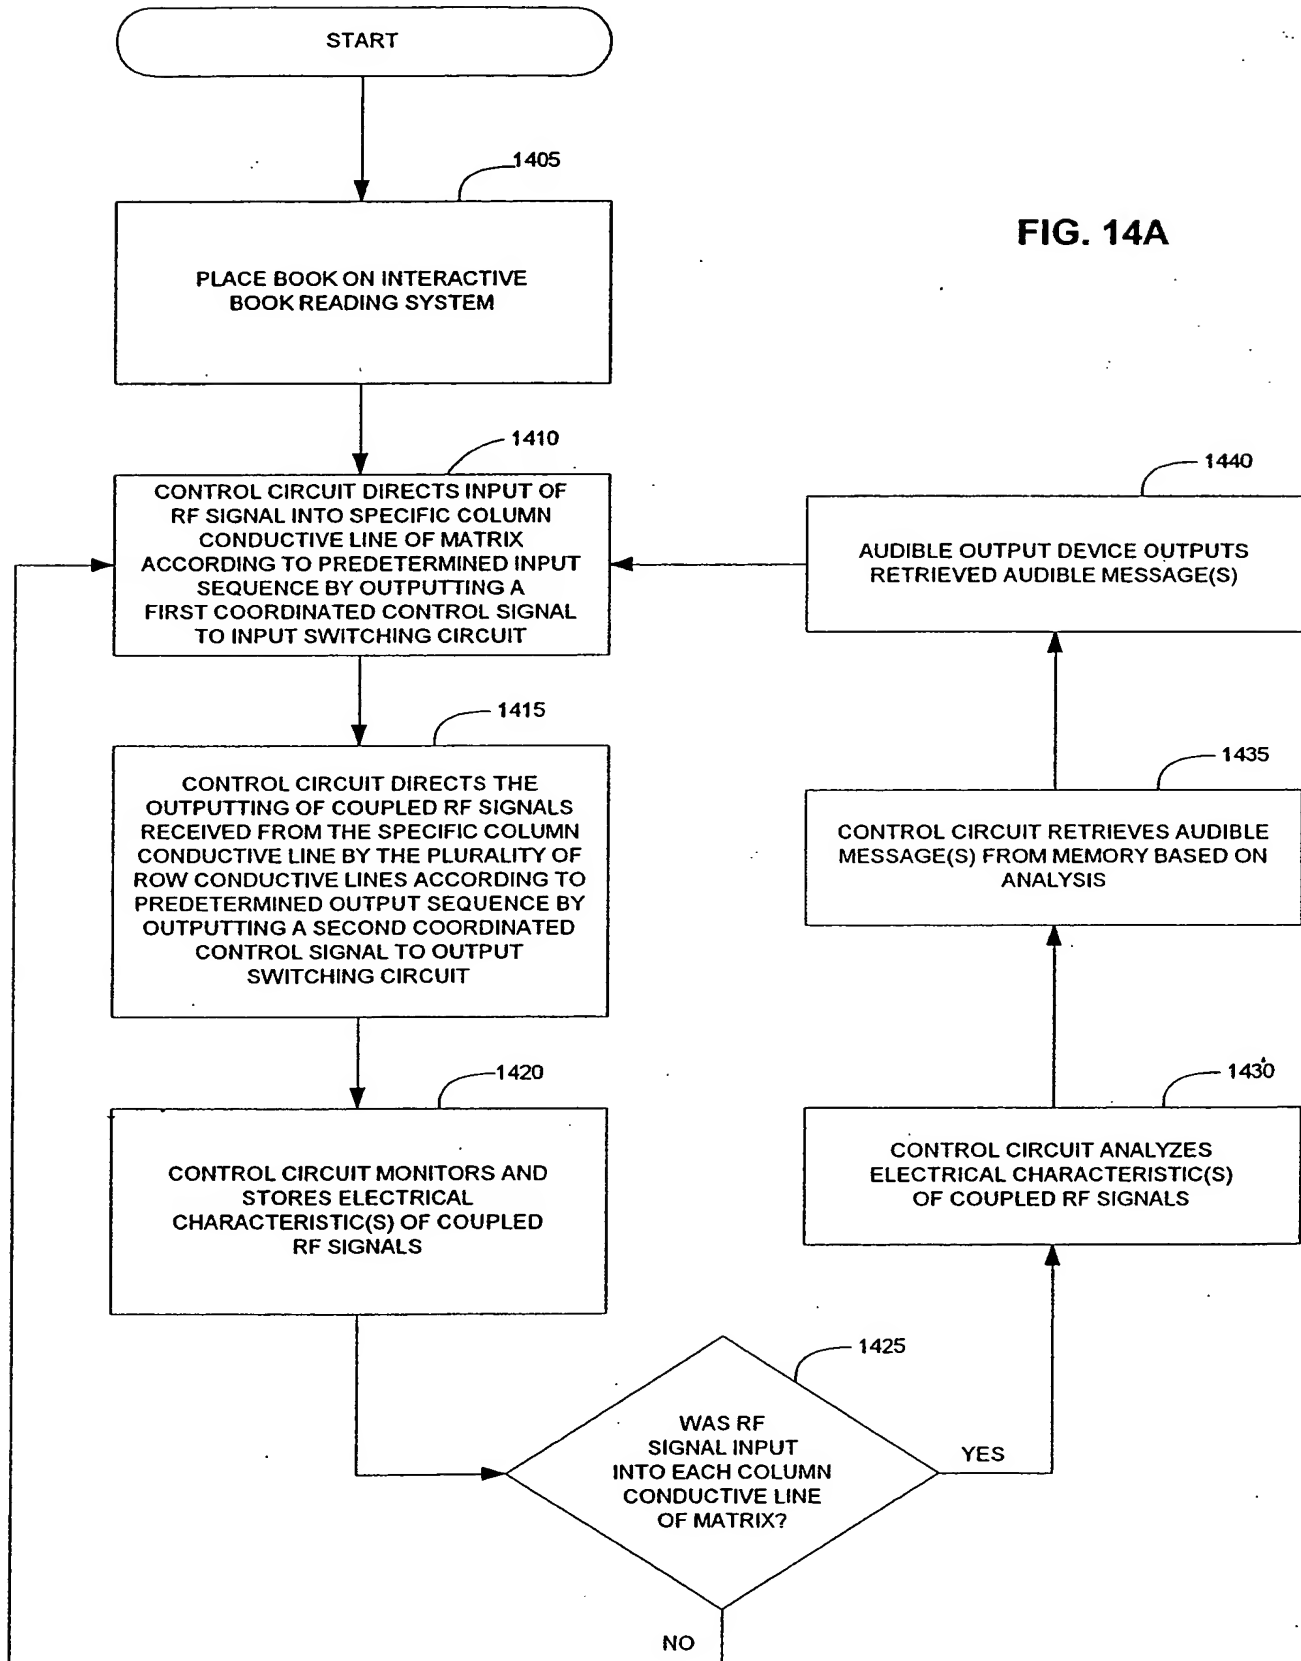 START
1405
FIG. 14A
PLACE BOOK ON INTERACTIVE
BOOK READING SYSTEM
1410
CONTROL CIRCUIT DIRECTS INPUT OF
RF SIGNAL INTO SPECIFIC COLUMN
CONDUCTIVE LINE OF MATRIX
ACCORDING TO PREDETERMINED INPUT
SEQUENCE BY OUTPUTTING A
FIRST COORDINATED CONTROL SIGNAL
TO INPUT SWITCHING CIRCUIT
1440
AUDIBLE OUTPUT DEVICE OUTPUTS
RETRIEVED AUDIBLE MESSAGE(S)
1415
CONTROL CIRCUIT DIRECTS THE
OUTPUTTING OF COUPLED RF SIGNALS
RECEIVED FROM THE SPECIFIC COLUMN
CONDUCTIVE LINE BY THE PLURALITY OF
ROW CONDUCTIVE LINES ACCORDING TO
PREDETERMINED OUTPUT SEQUENCE BY
OUTPUTTING A SECOND COORDINATED
CONTROL SIGNAL TO OUTPUT
SWITCHING CIRCUIT
1435
CONTROL CIRCUIT RETRIEVES AUDIBLE
MESSAGE(S) FROM MEMORY BASED ON
ANALYSIS
1420
CONTROL CIRCUIT MONITORS AND
STORES ELECTRICAL
CHARACTERISTIC(S) OF COUPLED
RF SIGNALS
1430
CONTROL CIRCUIT ANALYZES
ELECTRICAL CHARACTERISTIC(S)
OF COUPLED RF SIGNALS
1425
WAS RF
SIGNAL INPUT
INTO EACH COLUMN
CONDUCTIVE LINE
OF MATRIX?
YES
NO